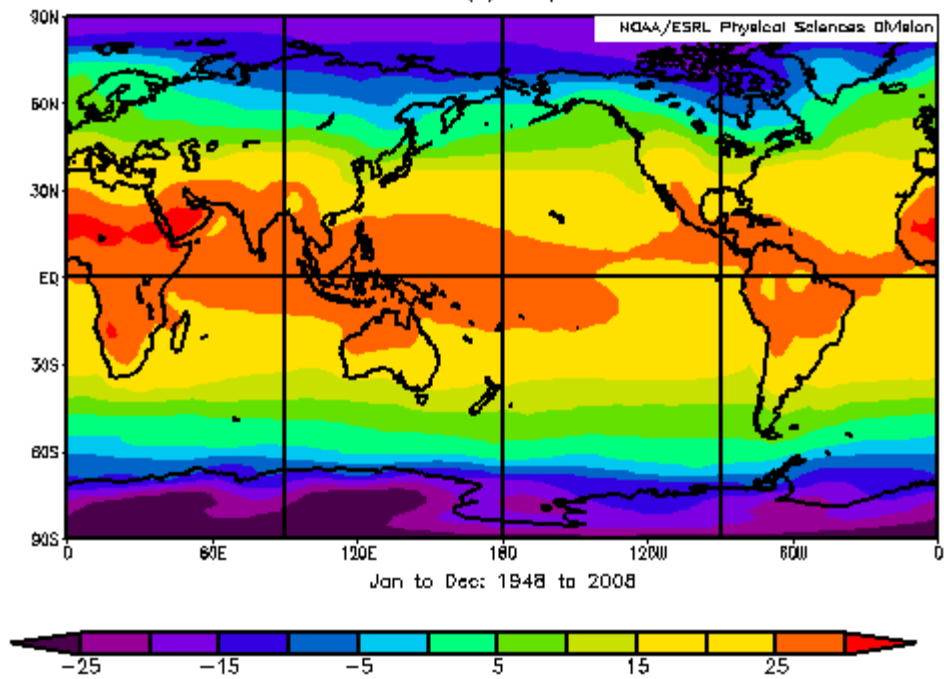 90N
NOAA/ESRL Physical Sciences Division
60N
30N
EQ
30S
60S
90S
0 60E 120E 180 120W 60W 0
Jan to Dec: 1948 to 2008
-25 -15 -5 5 15 25